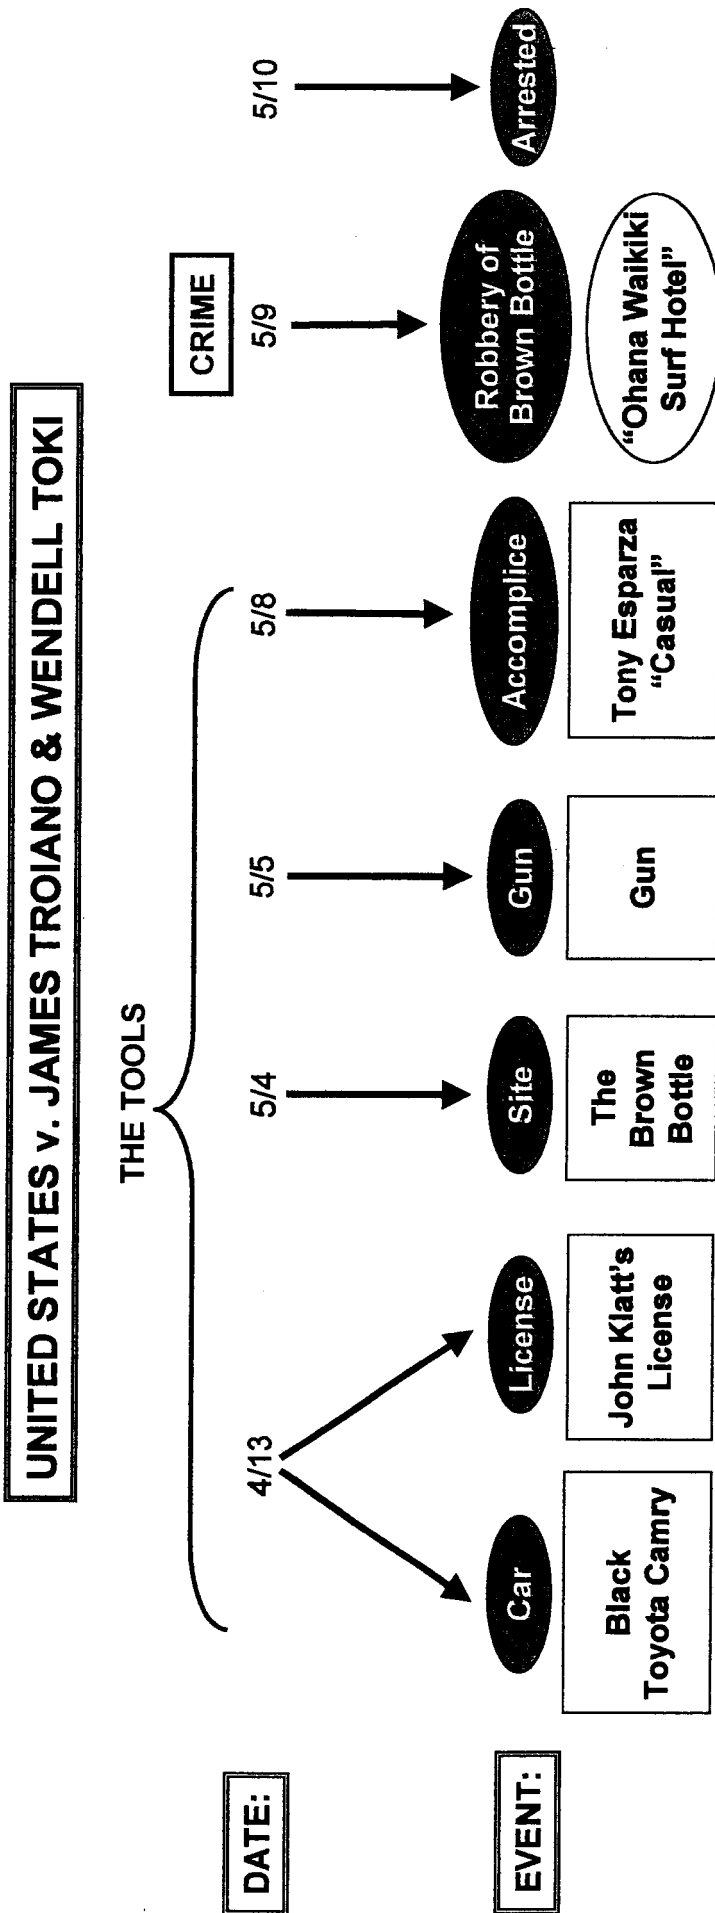 UNITED STATES v. JAMES TROIANO & WENDELL TOKI
THE TOOLS
CRIME
DATE:
4/13
5/4
5/5
5/8
5/9
5/10
EVENT:
Car
License
Site
Gun
Accomplice
Robbery of
Brown Bottle
Arrested
Black
Toyota Camry
John Klatt's
License
The
Brown
Bottle
Gun
Tony Esparza
"Casual"
"Ohana Waikiki
Surf Hotel"